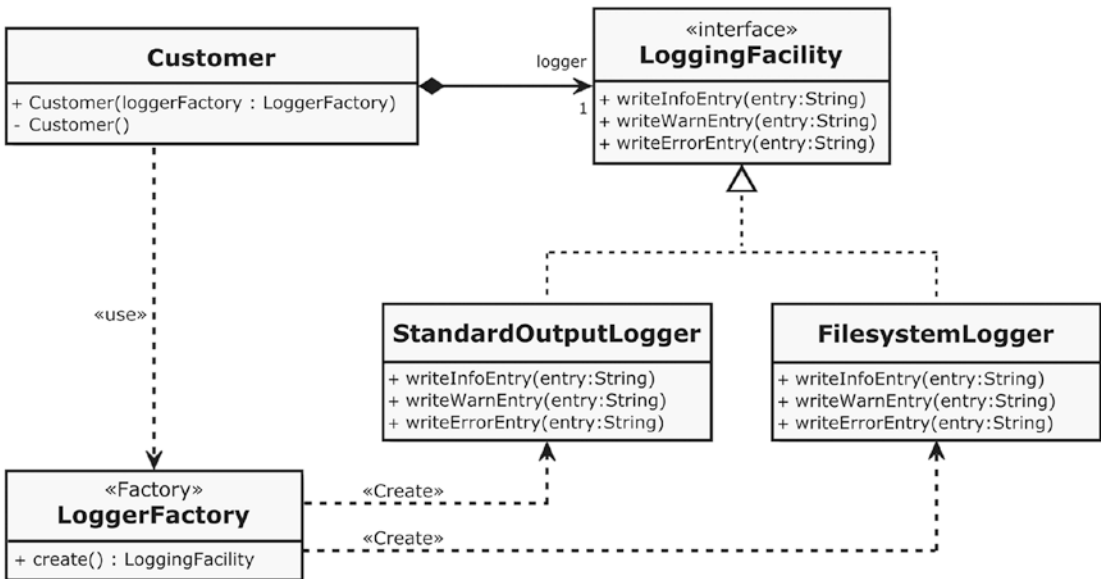 Customer
+ Customer(loggerFactory : LoggerFactory)
- Customer()
logger
1
«interface»
LoggingFacility
+ writeInfoEntry(entry:String)
+ writeWarnEntry(entry:String)
+ writeErrorEntry(entry:String)
«use»
StandardOutputLogger
+ writeInfoEntry(entry:String)
+ writeWarnEntry(entry:String)
+ writeErrorEntry(entry:String)
FilesystemLogger
+ writeInfoEntry(entry:String)
+ writeWarnEntry(entry:String)
+ writeErrorEntry(entry:String)
«Factory»
LoggerFactory
+ create() : LoggingFacility
«Create»
«Create»